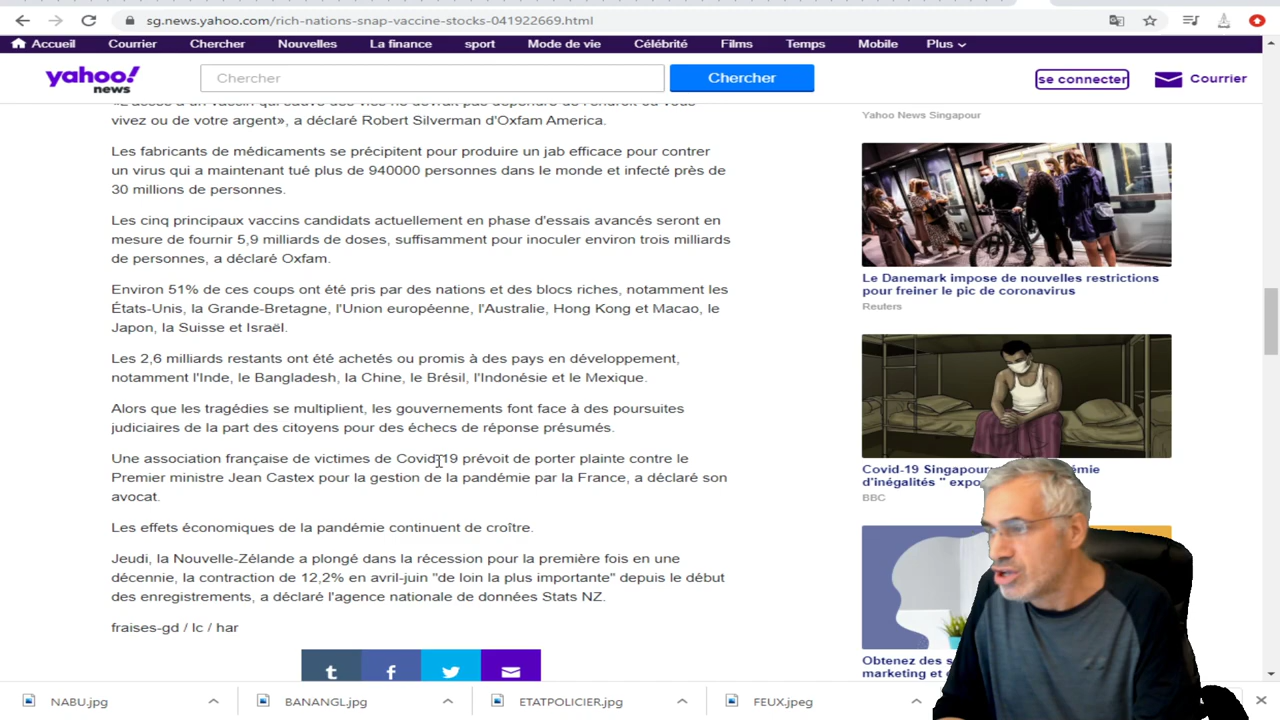 sg.news.yahoo.com/rich-nations-snap-vaccine-stocks-041922669.html
Accueil Courrier Chercher Nouvelles La finance sport Mode de vie Célébrité Films Temps Mobile Plus
yahoo!
news
Chercher
Chercher
se connecter
Courrier
vivez ou de votre argent», a déclaré Robert Silverman d'Oxfam America.
Les fabricants de médicaments se précipitent pour produire un jab efficace pour contrer
un virus qui a maintenant tué plus de 940000 personnes dans le monde et infecté près de
30 millions de personnes.
Les cinq principaux vaccins candidats actuellement en phase d'essais avancés seront en
mesure de fournir 5,9 milliards de doses, suffisamment pour inoculer environ trois milliards
de personnes, a déclaré Oxfam.
Environ 51% de ces coups ont été pris par des nations et des blocs riches, notamment les
États-Unis, la Grande-Bretagne, l'Union européenne, l'Australie, Hong Kong et Macao, le
Japon, la Suisse et Israël.
Les 2,6 milliards restants ont été achetés ou promis à des pays en développement,
notamment l'Inde, le Bangladesh, la Chine, le Brésil, l'Indonésie et le Mexique.
Alors que les tragédies se multiplient, les gouvernements font face à des poursuites
judiciaires de la part des citoyens pour des échecs de réponse présumés.
Une association française de victimes de Covid-19 prévoit de porter plainte contre le
Premier ministre Jean Castex pour la gestion de la pandémie par la France, a déclaré son
avocat.
Les effets économiques de la pandémie continuent de croître.
Jeudi, la Nouvelle-Zélande a plongé dans la récession pour la première fois en une
décennie, la contraction de 12,2% en avril-juin "de loin la plus importante" depuis le début
des enregistrements, a déclaré l'agence nationale de données Stats NZ.
fraises-gd / lc / har
Yahoo News Singapour
Le Danemark impose de nouvelles restrictions
pour freiner le pic de coronavirus
Reuters
Covid-19 Singapour
d'inégalités "
BBC
Obtenez des
marketing et
NABU.jpg
BANANGL.jpg
ETATPOLICIER.jpg
FEUX.jpeg